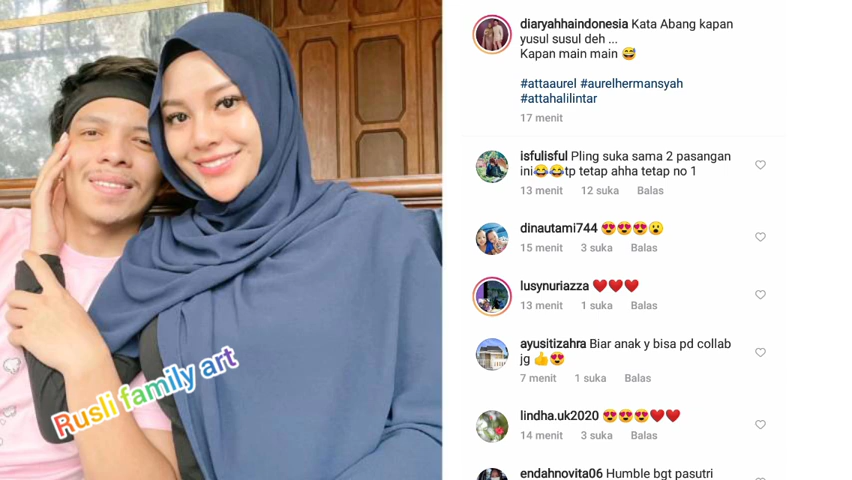 Rusli family art
diaryahhaindonesia Kata Abang kapan
yusul susul deh ...
Kapan main main 😅
#attaaurel #aurelhermansyah
#attahalilintar
17 menit
isfulisful Pling suka sama 2 pasangan
ini😂😂tp tetap ahha tetap no 1
13 menit 12 suka Balas
dinautami744 😍😍😍😮
15 menit 3 suka Balas
lusynuriazza ❤️❤️❤️
13 menit 1 suka Balas
ayusitizahra Biar anak y bisa pd collab
jg 👍😍
7 menit 1 suka Balas
lindha.uk2020 😍😍😍❤️❤️
14 menit 3 suka Balas
endahnovita06 Humble bgt pasutri